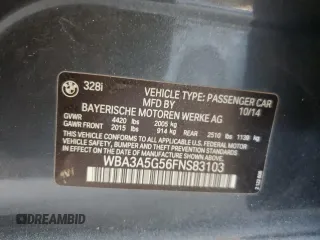 328i
VEHICLE TYPE: PASSENGER CAR
BAYERISCHE MOTOREN WERKE AG 10/14
GVWR 4420 lbs 2005 kg
GAWR FRONT 2015 lbs 914 kg REAR 2510 lbs 1139 kg
THIS VEHICLE CONFORMS TO ALL APPLICABLE U.S. FEDERAL MOTOR
VEHICLE SAFETY, BUMPER, AND THEFT PREVENTION STANDARDS
IN EFFECT ON THE DATE OF MANUFACTURE SHOWN ABOVE.
WBA3A5G56FNS83103
©DREAMBID STAT.VIN